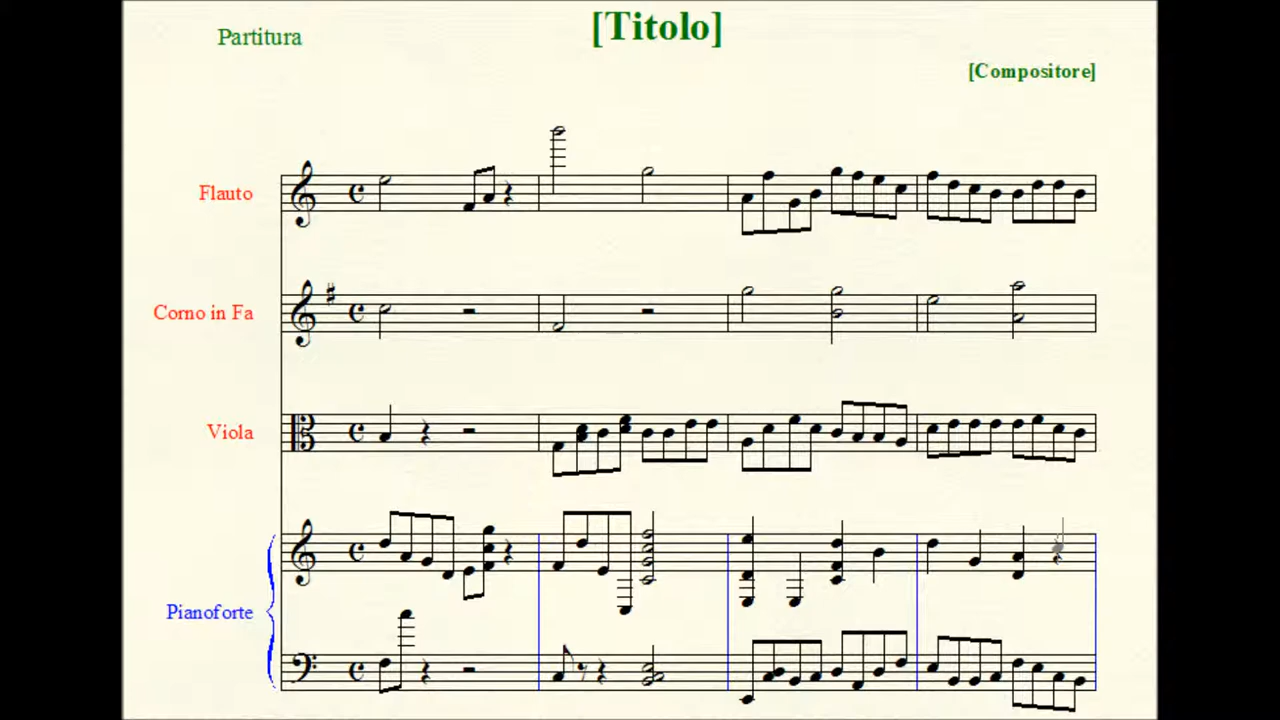 Partitura
[Titolo]
[Compositore]
Flauto
Corno in Fa
Viola
Pianoforte